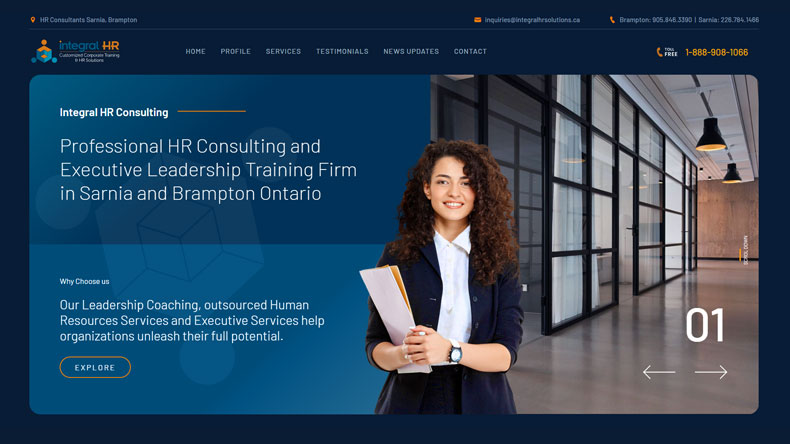 HR Consultants Sarnia, Brampton
inquiries@integralhrsolutions.ca
Brampton: 905.846.3390 | Sarnia: 226.784.1466
integral HR
Customized Corporate Training
& HR Solutions
HOME PROFILE SERVICES TESTIMONIALS NEWS UPDATES CONTACT
TOLL
FREE
1-888-908-1066
Integral HR Consulting
Professional HR Consulting and
Executive Leadership Training Firm
in Sarnia and Brampton Ontario
Why Choose us
Our Leadership Coaching, outsourced Human
Resources Services and Executive Services help
organizations unleash their full potential.
EXPLORE
SCROLL DOWN
01